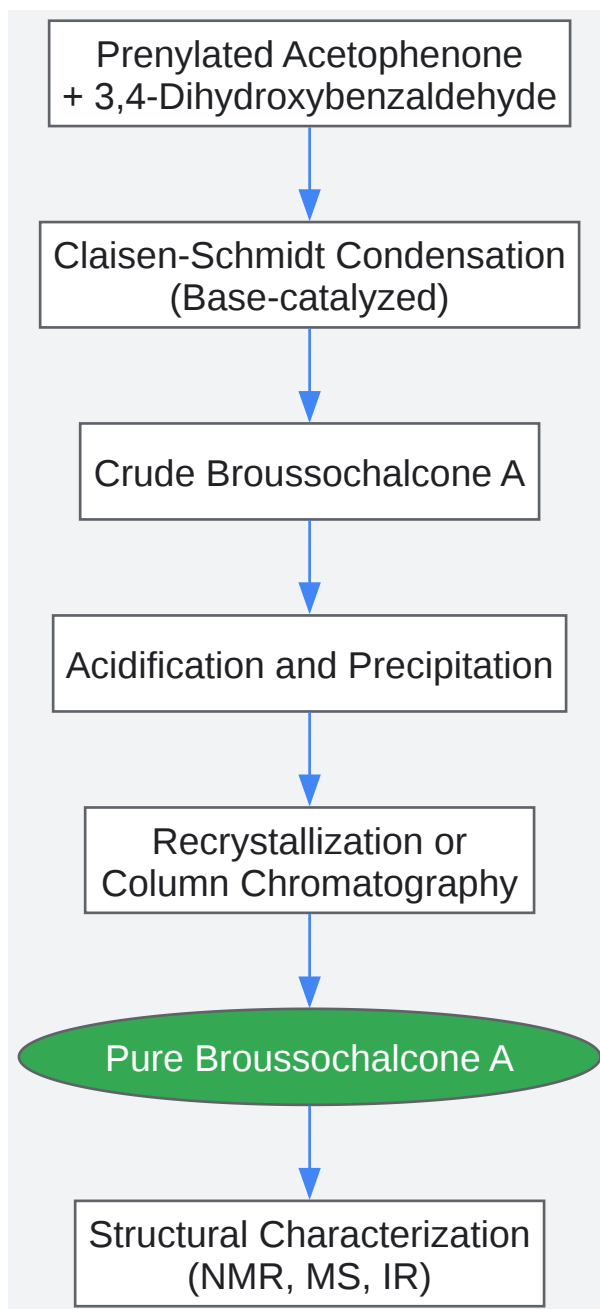 Prenylated Acetophenone
+ 3,4-Dihydroxybenzaldehyde
Claisen-Schmidt Condensation
(Base-catalyzed)
Crude Broussochalcone A
Acidification and Precipitation
Recrystallization or
Column Chromatography
Pure Broussochalcone A
Structural Characterization
(NMR, MS, IR)